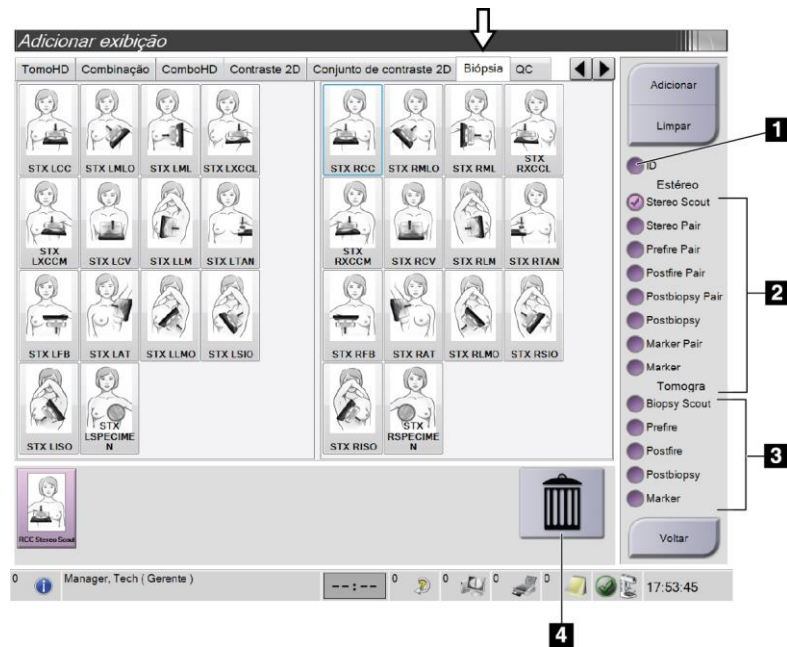 Adicionar exibição
TomoHD Combinação ComboHD Contraste 2D Conjunto de contraste 2D Biópsia QC
STX LCC STX LMLO STX LML STX LXCCL
STX RCC STX RMLO STX RML STX RXCCL
STX LXCCM STX LCV STX LLM STX LTAN
STX RXCCM STX RCV STX RLM STX RTAN
STX LFB STX LAT STX LLMO STX LSIO
STX RFB STX RAT STX RLMO STX RSIO
STX LISO STX LSPECIMEN
STX RISO STX RSPECIMEN
RCC Stereo Scout
Adicionar
Limpar
ID
Estéreo
Stereo Scout
Stereo Pair
Prefire Pair
Postfire Pair
Postbiopsy Pair
Postbiopsy
Marker Pair
Marker
Tomogra
Biopsy Scout
Prefire
Postfire
Postbiopsy
Marker
Voltar
1
2
3
0 Manager, Tech ( Gerente ) --:-- 0 0 0 0 17:53:45
4